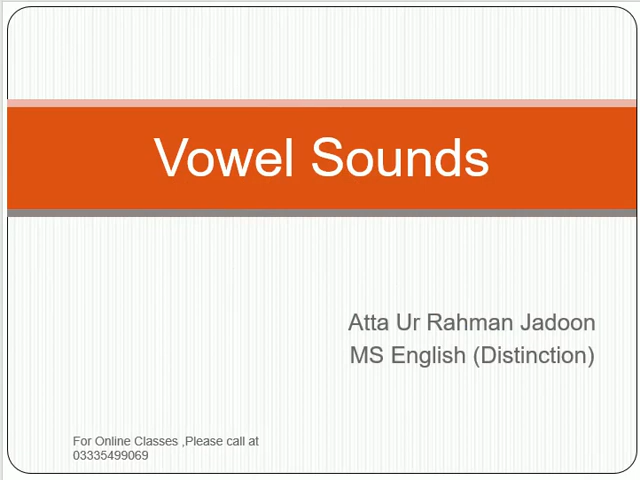 Vowel Sounds
Atta Ur Rahman Jadoon
MS English (Distinction)
For Online Classes ,Please call at
03335499069